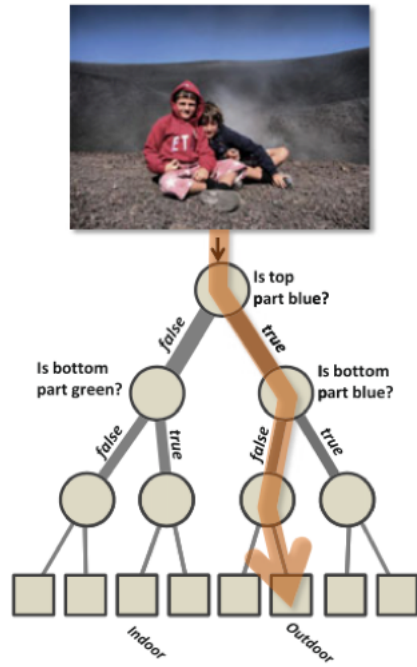 E T
Is top
part blue?
false
true
Is bottom
part green?
Is bottom
part blue?
false
true
false
true
Indoor
Outdoor